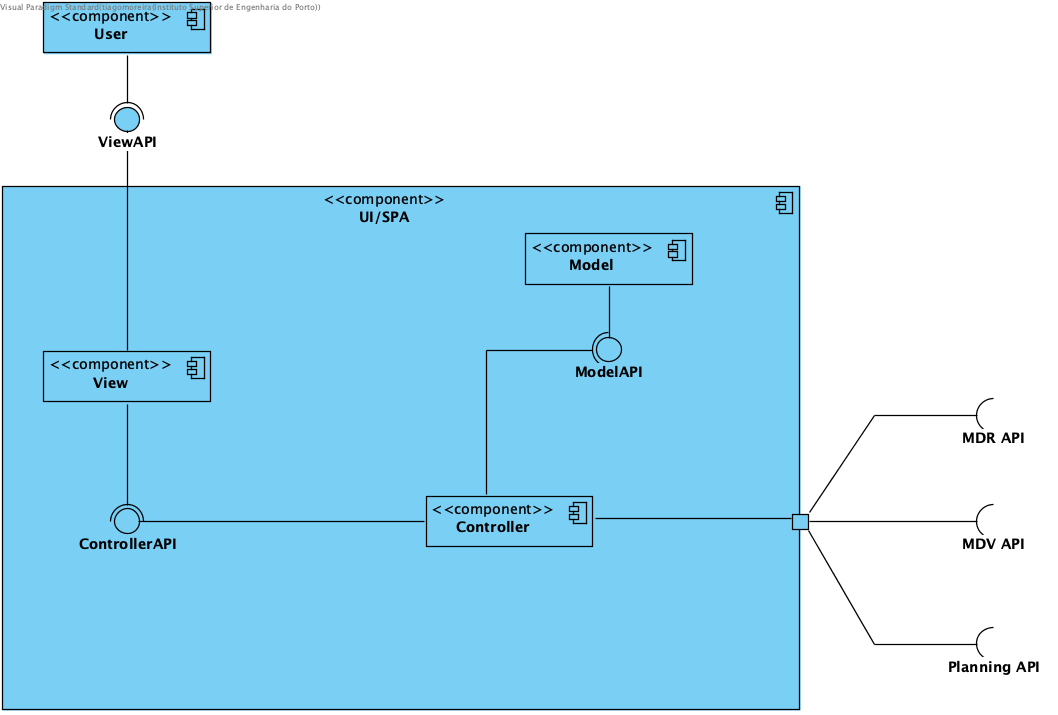 Visual Paradigm Standard(tiagomoreira(Instituto Superior de Engenharia do Porto))
<<component>>
User
ViewAPI
<<component>>
UI/SPA
<<component>>
Model
ModelAPI
<<component>>
View
MDR API
<<component>>
Controller
ControllerAPI
MDV API
Planning API